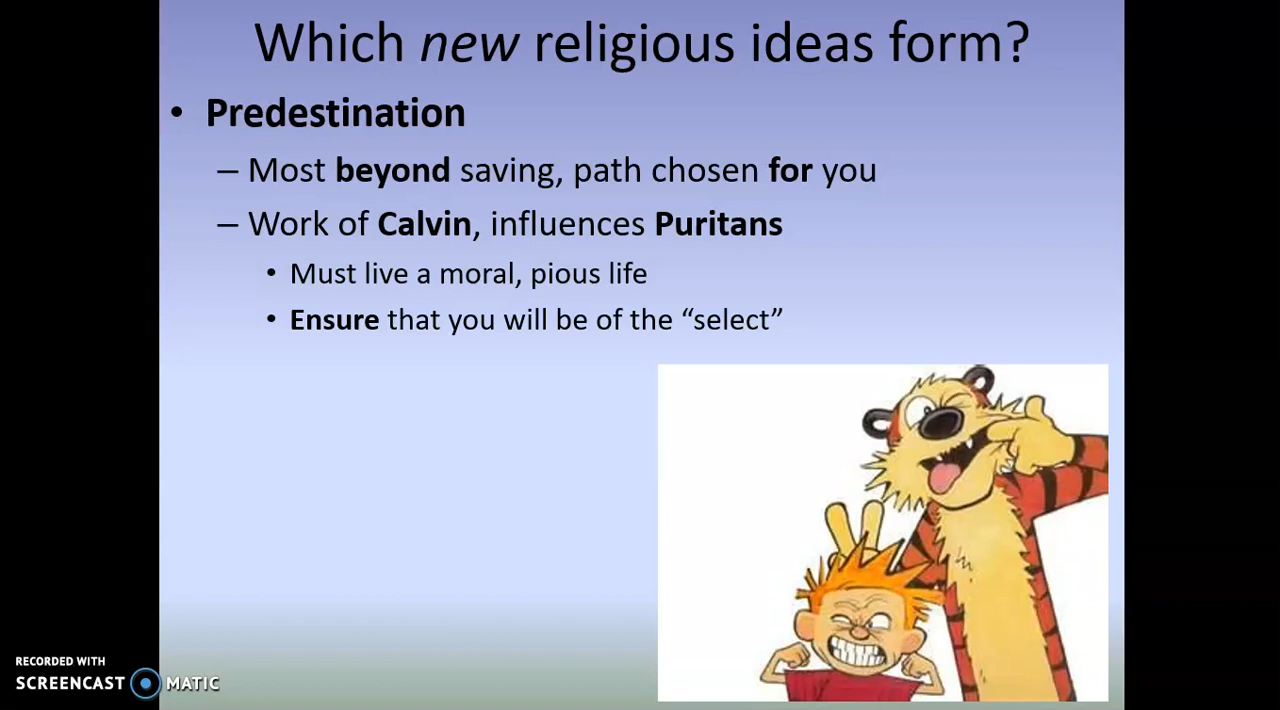 Which new religious ideas form?
• Predestination
– Most beyond saving, path chosen for you
– Work of Calvin, influences Puritans
• Must live a moral, pious life
• Ensure that you will be of the “select”
RECORDED WITH
SCREENCAST MATIC